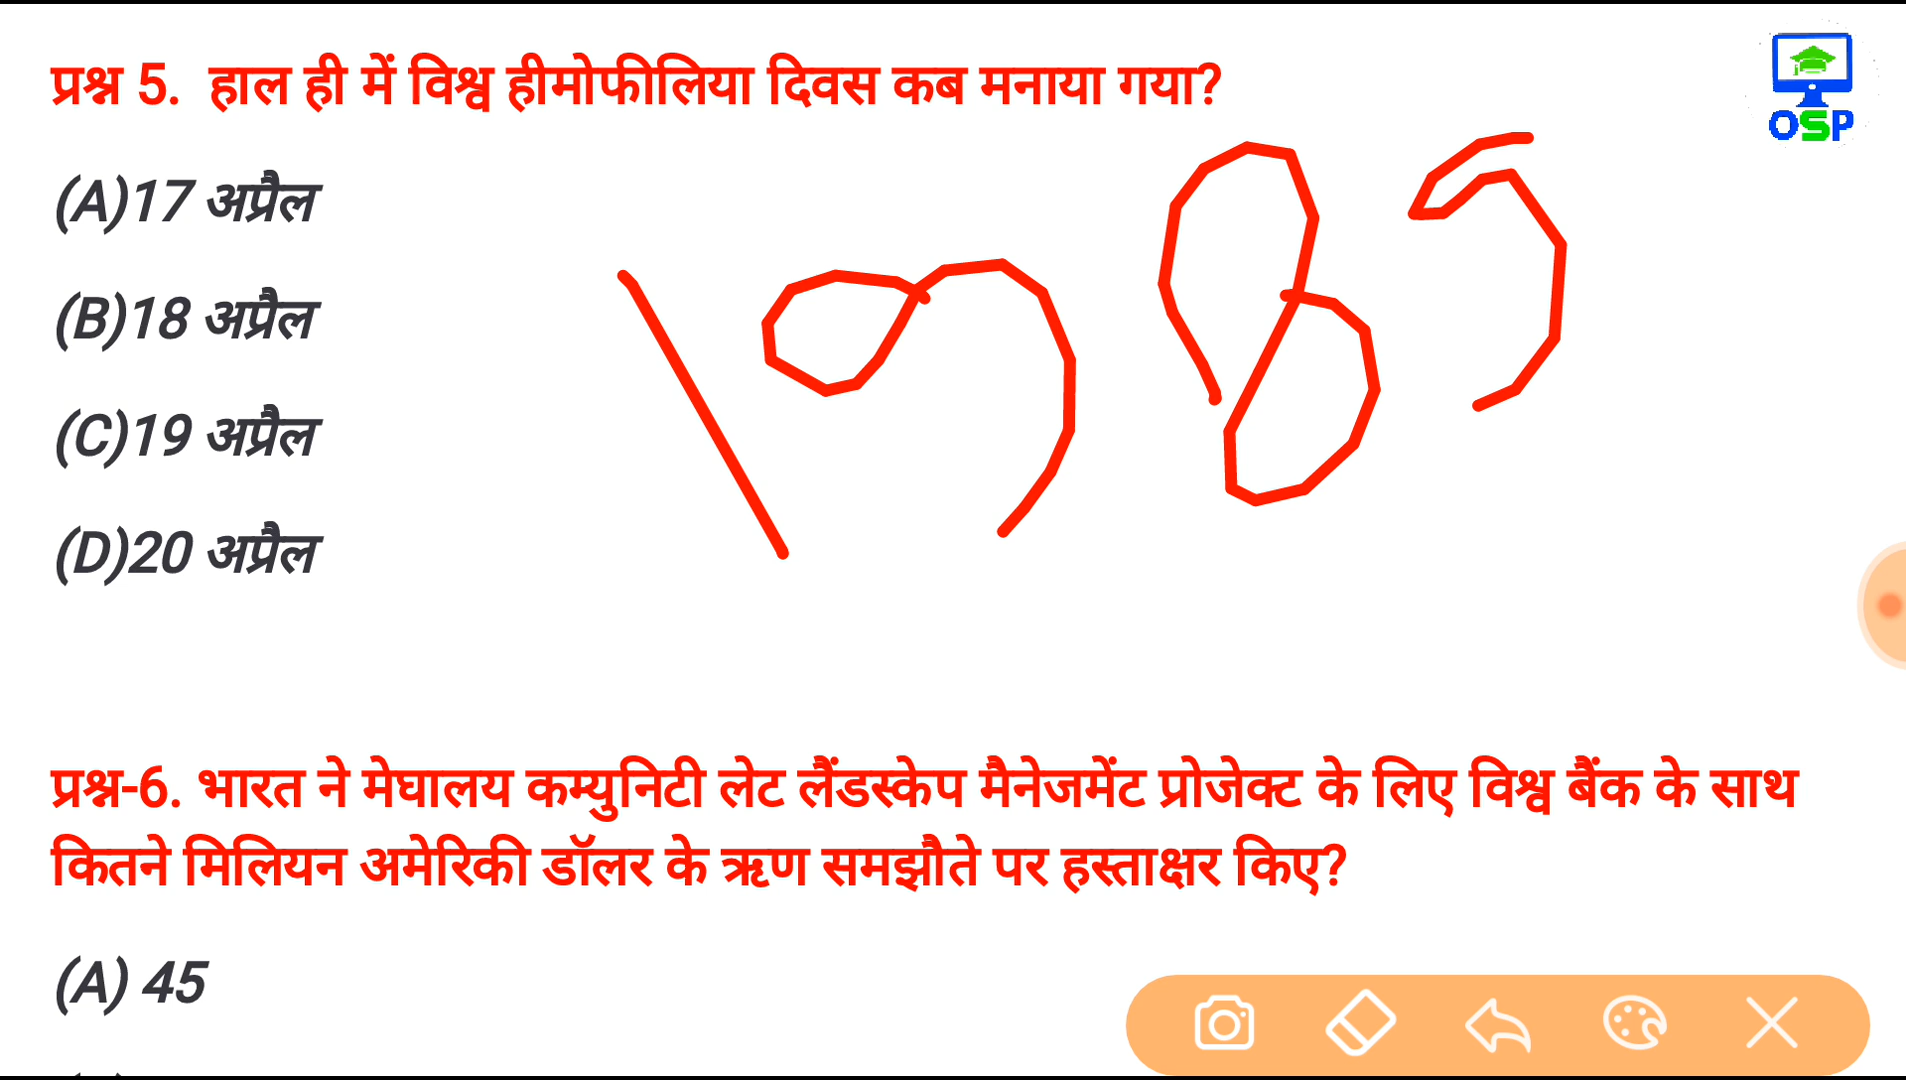 प्रश्न 5. हाल ही में विश्व हीमोफीलिया दिवस कब मनाया गया?
OSP
(A)17 अप्रैल
(B)18 अप्रैल
(C)19 अप्रैल
(D)20 अप्रैल
1985
प्रश्न-6. भारत ने मेघालय कम्युनिटी लेट लैंडस्केप मैनेजमेंट प्रोजेक्ट के लिए विश्व बैंक के साथ
कितने मिलियन अमेरिकी डॉलर के ऋण समझौते पर हस्ताक्षर किए?
(A) 45